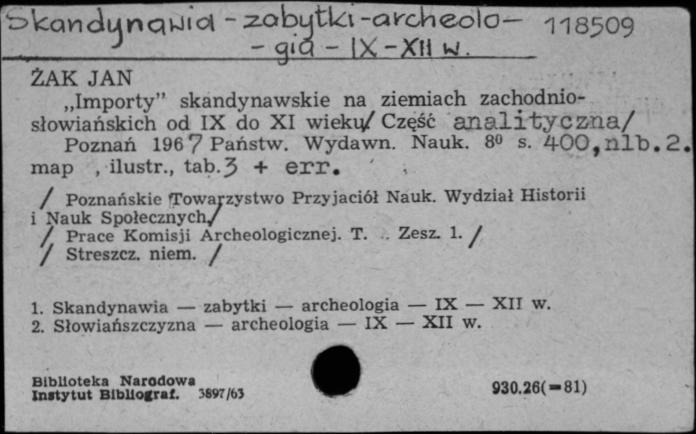 Skandynawia - zabytki - archeolo- 118509
- gia - IX - XII w.
ŻAK JAN
„Importy” skandynawskie na ziemiach zachodnio-
słowiańskich od IX do XI wieku/ Część analityczna/
Poznań 1967 Państw. Wydawn. Nauk. 8⁰ s. 400, nlb. 2.
map , ilustr., tab. 3 + err.
/ Poznańskie Towarzystwo Przyjaciół Nauk. Wydział Historii
i Nauk Społecznych/
/ Prace Komisji Archeologicznej. T. Zesz. 1. /
/ Streszcz. niem. /
1. Skandynawia — zabytki — archeologia — IX — XII w.
2. Słowiańszczyzna — archeologia — IX — XII w.
Biblioteka Narodowa
Instytut Bibliograf. 3897/63 930.26(=81)